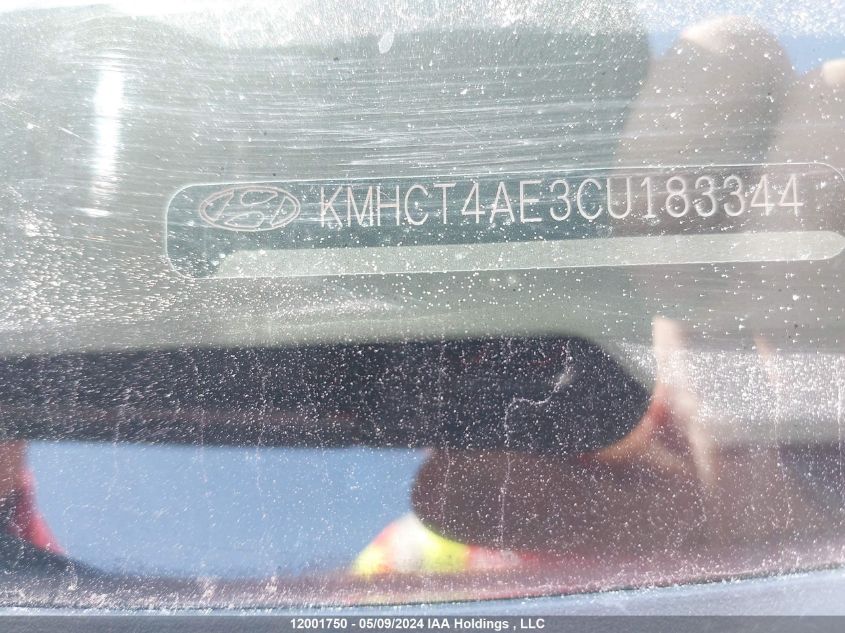 KMHCT4AE3CU183344
12001750 - 05/09/2024 IAA Holdings , LLC